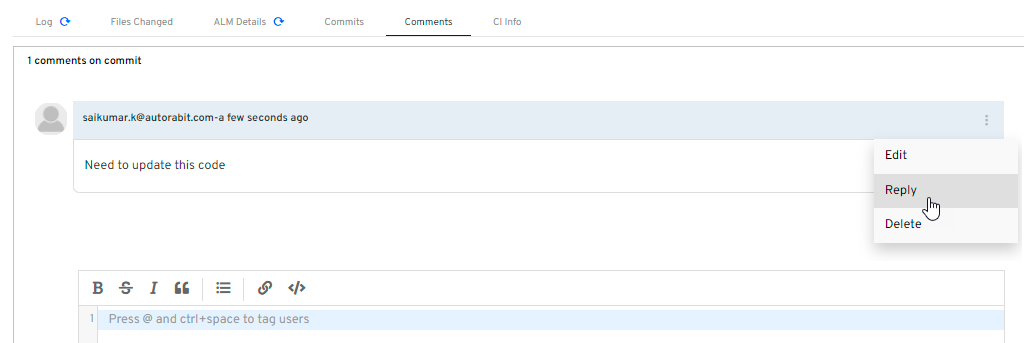 Log Files Changed ALM Details Commits Comments CI Info
1 comments on commit
saikumar.k@autorabit.com-a few seconds ago
Need to update this code
Edit
Reply
Delete
B S I
1 Press @ and ctrl+space to tag users